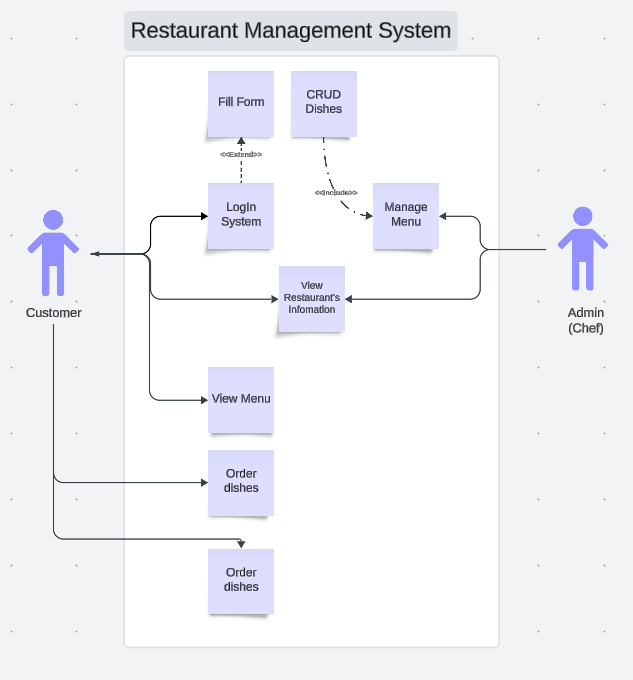 Restaurant Management System
Fill Form
CRUD
Dishes
<<Extend>>
<<Include>>
LogIn
System
Manage
Menu
View
Restaurant's
Infomation
Customer
Admin
(Chef)
View Menu
Order
dishes
Order
dishes